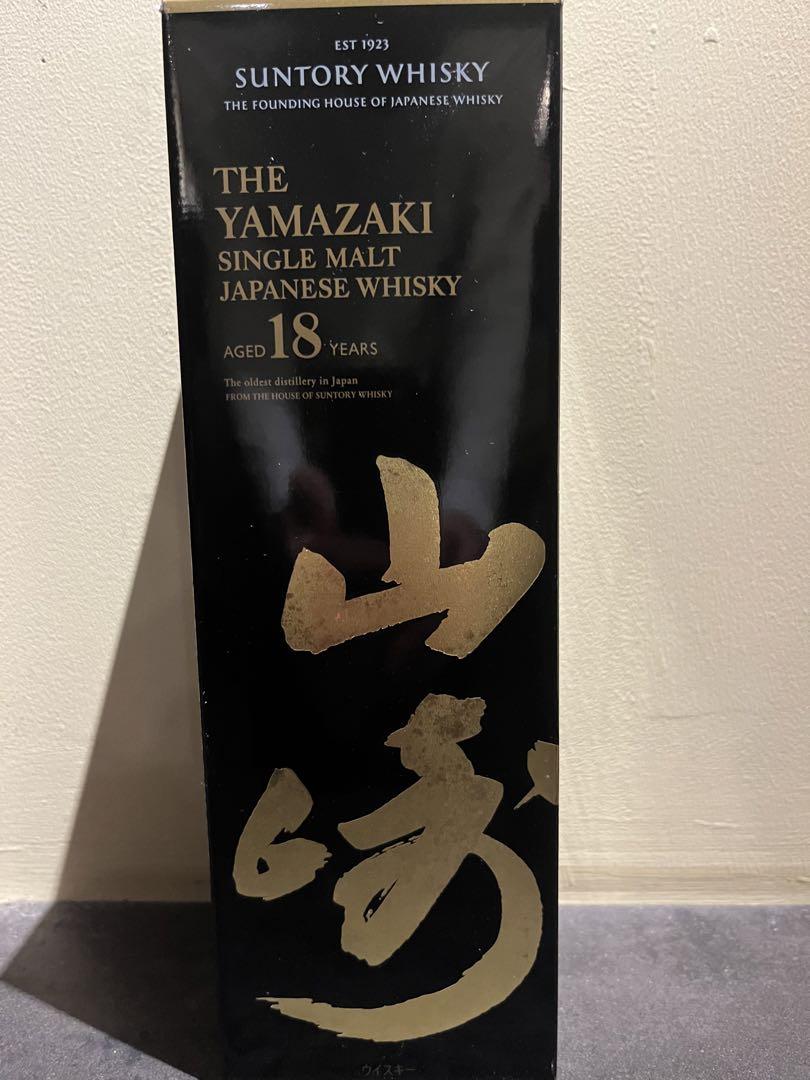 EST 1923
SUNTORY WHISKY
THE FOUNDING HOUSE OF JAPANESE WHISKY
THE
YAMAZAKI
SINGLE MALT
JAPANESE WHISKY
AGED 18 YEARS
The oldest distillery in Japan
FROM THE HOUSE OF SUNTORY WHISKY
山
崎
ウイスキー